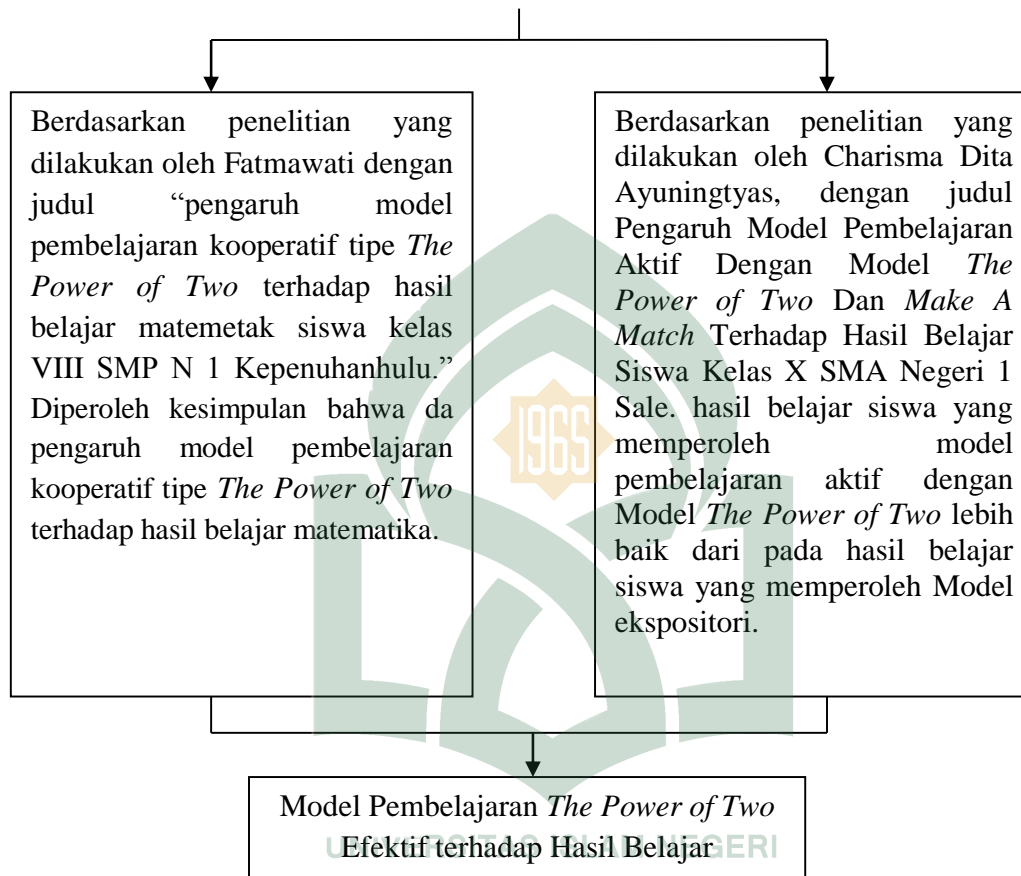 Berdasarkan penelitian yang
dilakukan oleh Fatmawati dengan
judul “pengaruh model
pembelajaran kooperatif tipe The
Power of Two terhadap hasil
belajar matemetak siswa kelas
VIII SMP N 1 Kepenuhanhulu.”
Diperoleh kesimpulan bahwa da
pengaruh model pembelajaran
kooperatif tipe The Power of Two
terhadap hasil belajar matematika.
Berdasarkan penelitian yang
dilakukan oleh Charisma Dita
Ayuningtyas, dengan judul
Pengaruh Model Pembelajaran
Aktif Dengan Model The
Power of Two Dan Make A
Match Terhadap Hasil Belajar
Siswa Kelas X SMA Negeri 1
Sale. hasil belajar siswa yang
memperoleh model
pembelajaran aktif dengan
Model The Power of Two lebih
baik dari pada hasil belajar
siswa yang memperoleh Model
ekspositori.
1965
Model Pembelajaran The Power of Two
Efektif terhadap Hasil Belajar
UNIVERSITAS ISLAM NEGERI